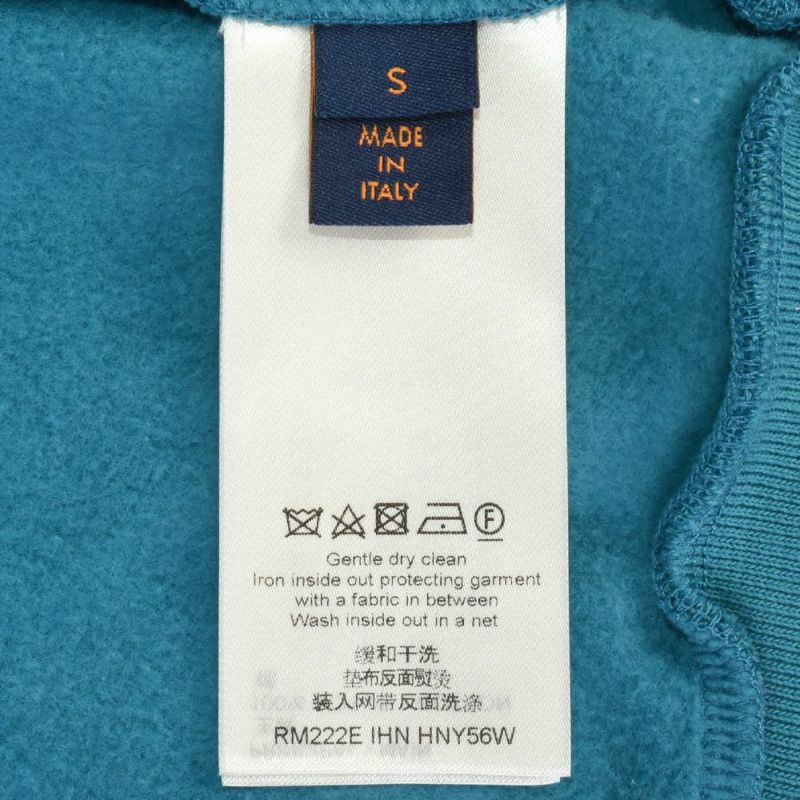 S
MADE
IN
ITALY
F
Gentle dry clean
Iron inside out protecting garment
with a fabric in between
Wash inside out in a net
缓和干洗
垫布反面熨烫
装入网带反面洗涤
RM222E IHN HNY56W